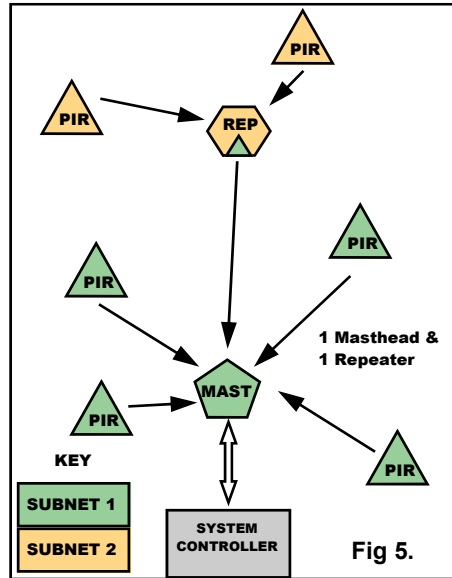 PIR
PIR
REP
PIR
PIR
1 Masthead &
1 Repeater
MAST
PIR
PIR
KEY
SUBNET 1
SUBNET 2
SYSTEM
CONTROLLER
Fig 5.